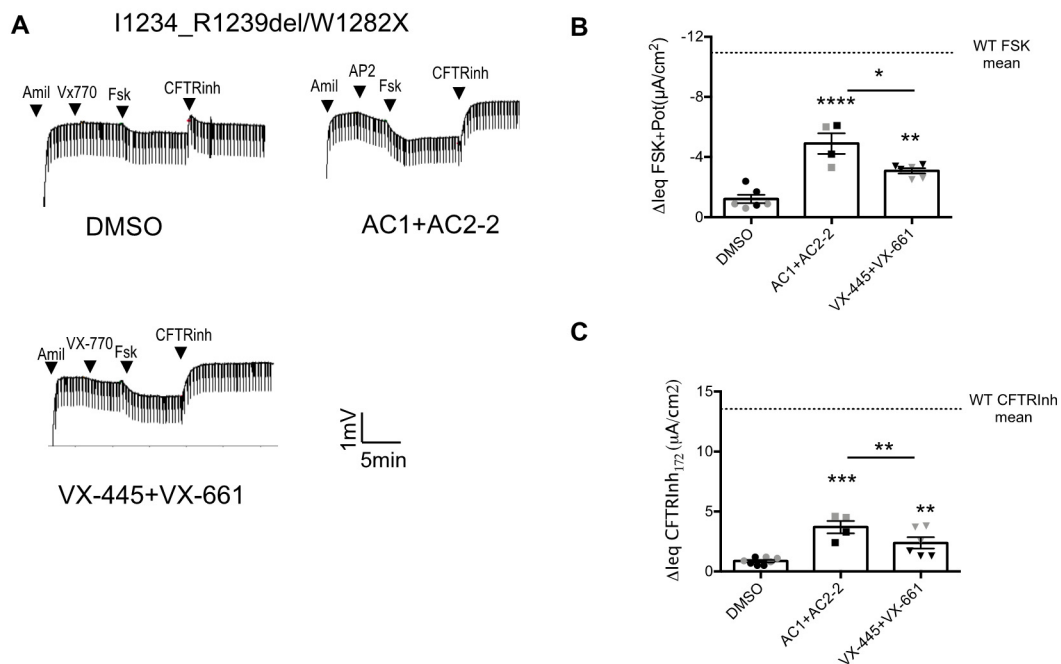 A
I1234_R1239del/W1282X
Amil Vx770 Fsk CFTRinh
DMSO
Amil AP2 Fsk CFTRinh
AC1+AC2-2
Amil VX-770 Fsk CFTRinh
VX-445+VX-661
1mV
5min
B
ΔIeq FSK+Pot(µA/cm²)
-12
-8
-4
0
WT FSK
mean
*
****
**
DMSO
AC1+AC2-2
VX-445+VX-661
C
ΔIeq CFTRInh₁₇₂ (µA/cm2)
15
10
5
0
WT CFTRInh
mean
**
***
**
DMSO
AC1+AC2-2
VX-445+VX-661